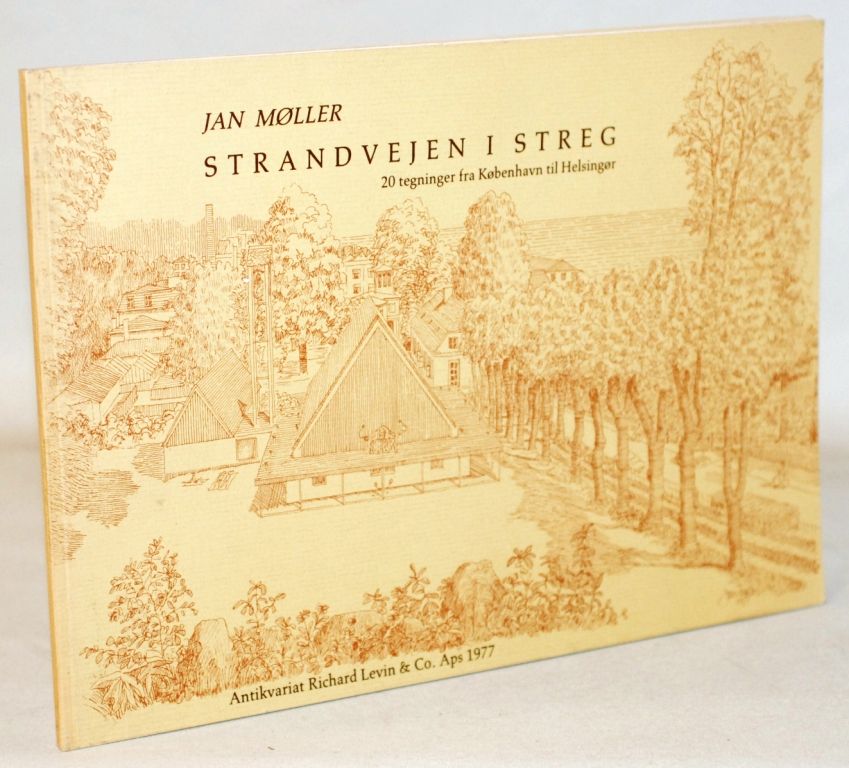 JAN MØLLER
STRANDVEJEN I STREG
20 tegninger fra København til Helsingør
Antikvariat Richard Levin & Co. Aps 1977